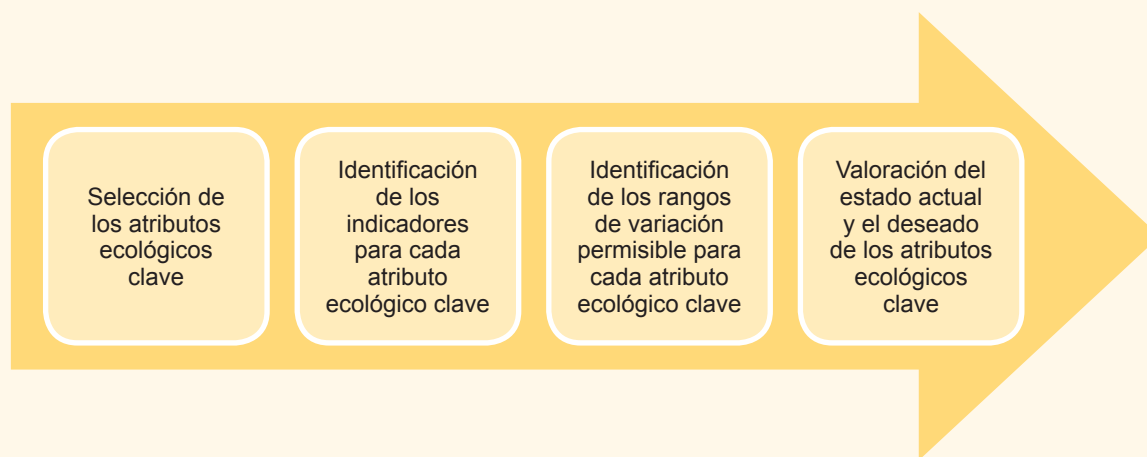 Selección de
los atributos
ecológicos
clave
Identificación
de los
indicadores
para cada
atributo
ecológico clave
Identificación
de los rangos
de variación
permisible para
cada atributo
ecológico clave
Valoración del
estado actual
y el deseado
de los atributos
ecológicos
clave